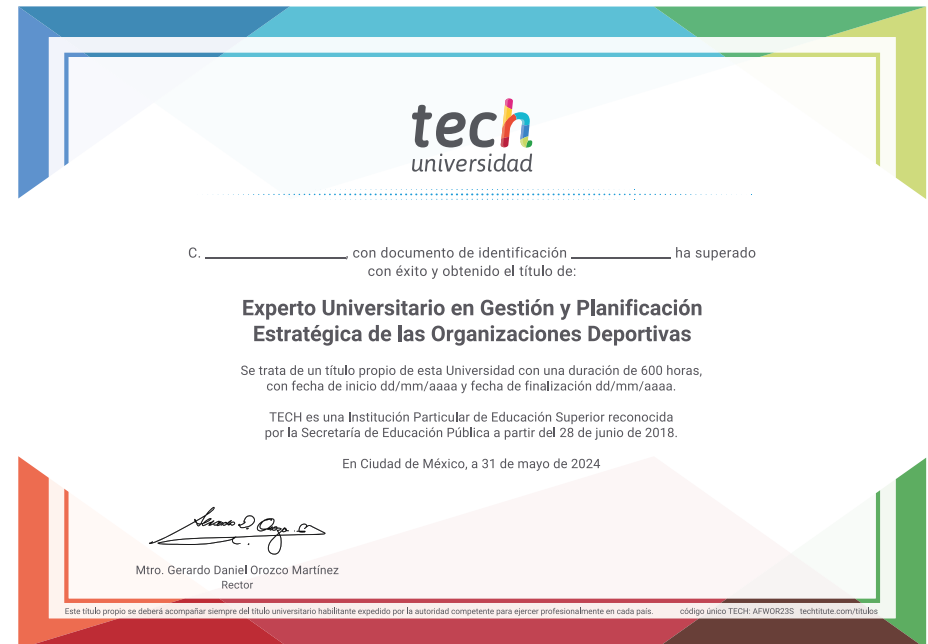 tech
universidad
C. , con documento de identificación ha superado
con éxito y obtenido el título de:
Experto Universitario en Gestión y Planificación
Estratégica de las Organizaciones Deportivas
Se trata de un título propio de esta Universidad con una duración de 600 horas,
con fecha de inicio dd/mm/aaaa y fecha de finalización dd/mm/aaaa.
TECH es una Institución Particular de Educación Superior reconocida
por la Secretaría de Educación Pública a partir del 28 de junio de 2018.
En Ciudad de México, a 31 de mayo de 2024
Mtro. Gerardo Daniel Orozco Martínez
Rector
Este título propio se deberá acompañar siempre del título universitario habilitante expedido por la autoridad competente para ejercer profesionalmente en cada país. código único TECH: AFWOR23S techtitute.com/titulos